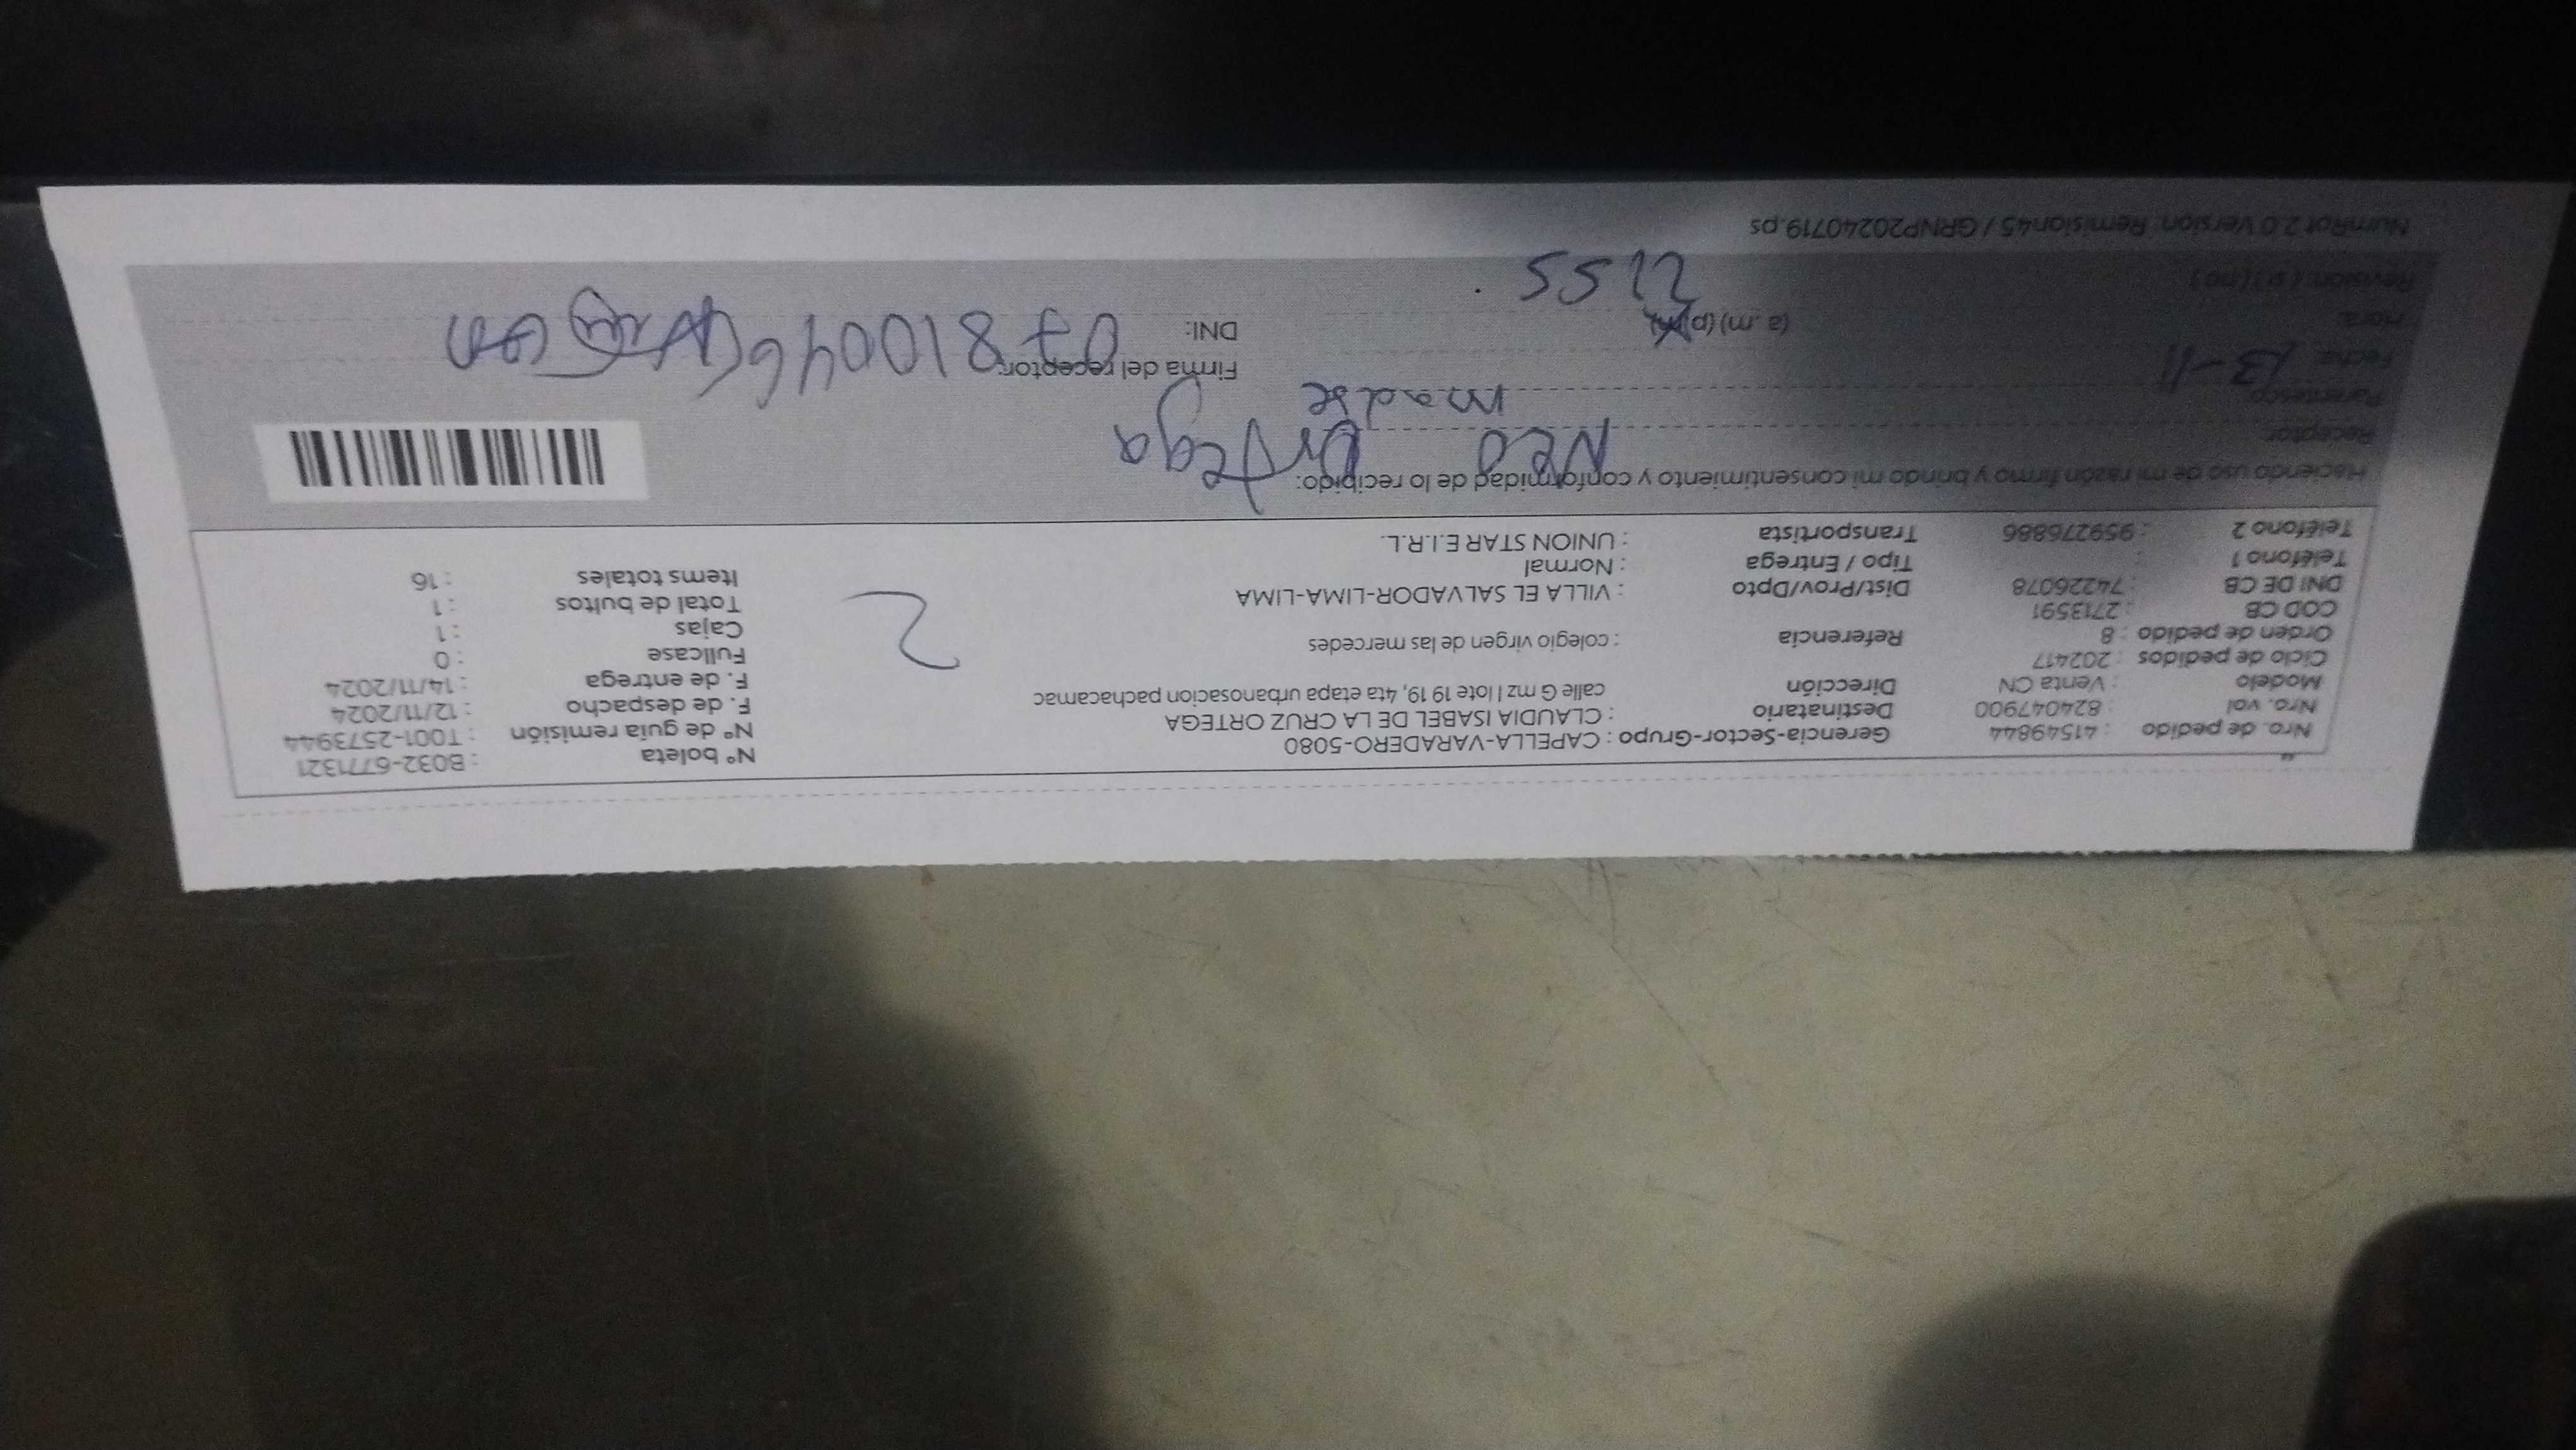 Nro. de pedido : 41549844 Gerencia-Sector-Grupo : CAPELLA-VARADERO-5080 N° boleta : B032-6771321
Nro. vol : 824047900 Destinatario : CLAUDIA ISABEL DE LA CRUZ ORTEGA N° de guia remisión : T001-2573944
Modelo : Venta CN Dirección calle G mz I lote 19 19, 4ta etapa urbanosacion pachacamac F. de despacho : 12/11/2024
Ciclo de pedidos : 202417 F. de entrega : 14/11/2024
Orden de pedido : 8 Referencia : colegio virgen de las mercedes Fullcase : 0
COD CB : 2713591 Cajas : 1
DNI DE CB : 74226078 Dist/Prov/Dpto : VILLA EL SALVADOR-LIMA-LIMA Total de bultos : 1
Teléfono 1 : Tipo / Entrega : Normal Items totales : 16
Teléfono 2 : 959276886 Transportista : UNION STAR E.I.R.L.
2
Haciendo uso de mi razón firmo y brindo mi consentimiento y conformidad de lo recibido:
Receptor Neo Ortega
Parentesco: madre
Fecha: 13-11 Firma del receptor:
Hora: (a .m) (p.m) DNI: 07810046
Revisión: ( p ) ( no ) 2155
NumRot 2.0 Version: Remision45 / GRNP20240719.ps